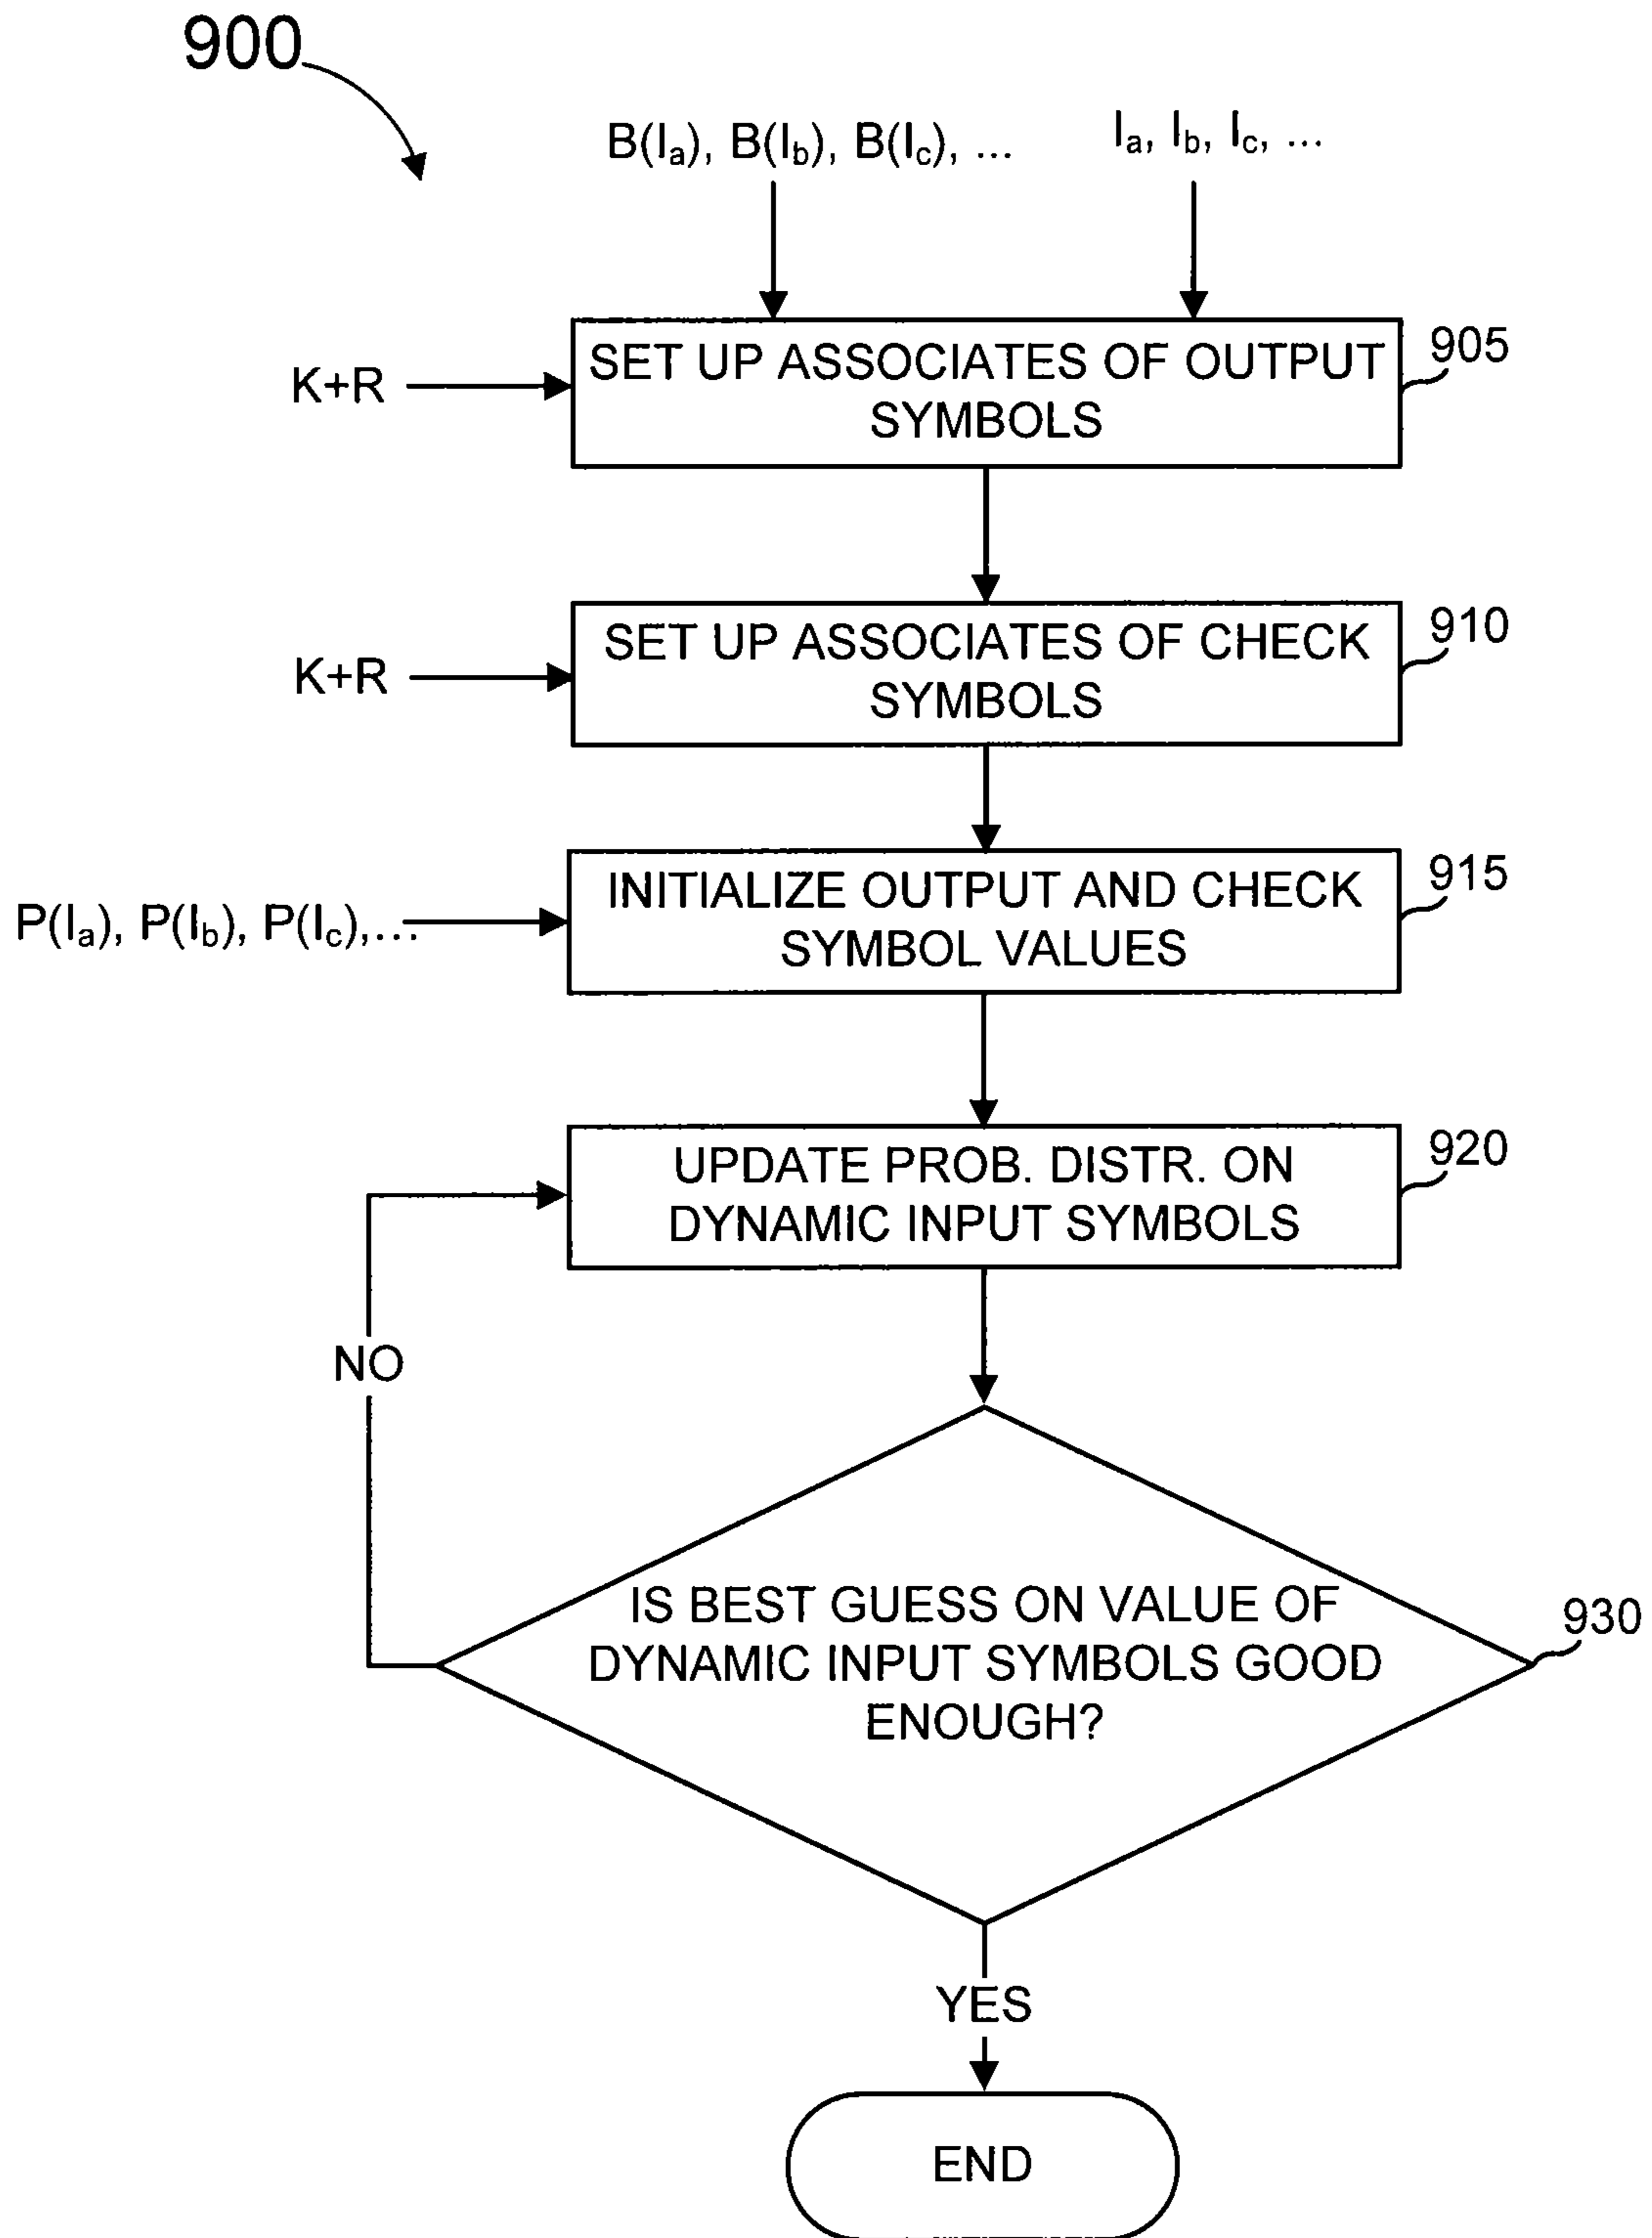 900
B(Ia), B(Ib), B(Ic), ...
Ia, Ib, Ic, ...
K+R
SET UP ASSOCIATES OF OUTPUT
SYMBOLS
905
K+R
SET UP ASSOCIATES OF CHECK
SYMBOLS
910
P(Ia), P(Ib), P(Ic),...
INITIALIZE OUTPUT AND CHECK
SYMBOL VALUES
915
UPDATE PROB. DISTR. ON
DYNAMIC INPUT SYMBOLS
920
NO
IS BEST GUESS ON VALUE OF
DYNAMIC INPUT SYMBOLS GOOD
ENOUGH?
930
YES
END